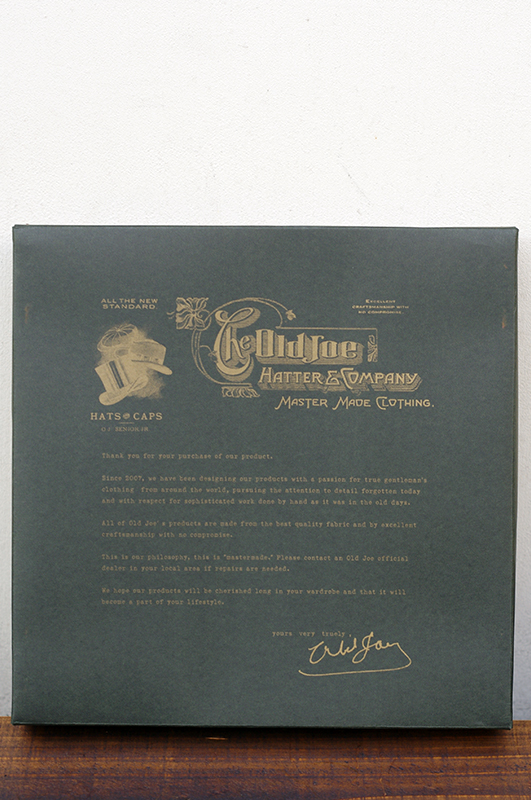 ALL THE NEW
STANDARD.
EXCELLENT
CRAFTSMANSHIP WITH
NO COMPROMISE.
The Old Joe
HATTER & COMPANY
MASTER MADE CLOTHING.
HATS & CAPS
Thank you for your purchase of our product.
Since 2007, we have been designing our products with a passion for true gentleman's
clothing from around the world, pursuing the attention to detail forgotten today
and with respect for sophisticated work done by hand as it was in the old days.
All of Old Joe's products are made from the best quality fabric and by excellent
craftsmanship with no compromise.
This is our philosophy, this is "mastermade." Please contact an Old Joe official
dealer in your local area if repairs are needed.
We hope our products will be cherished long in your wardrobe and that it will
become a part of your lifestyle.
yours very truely,